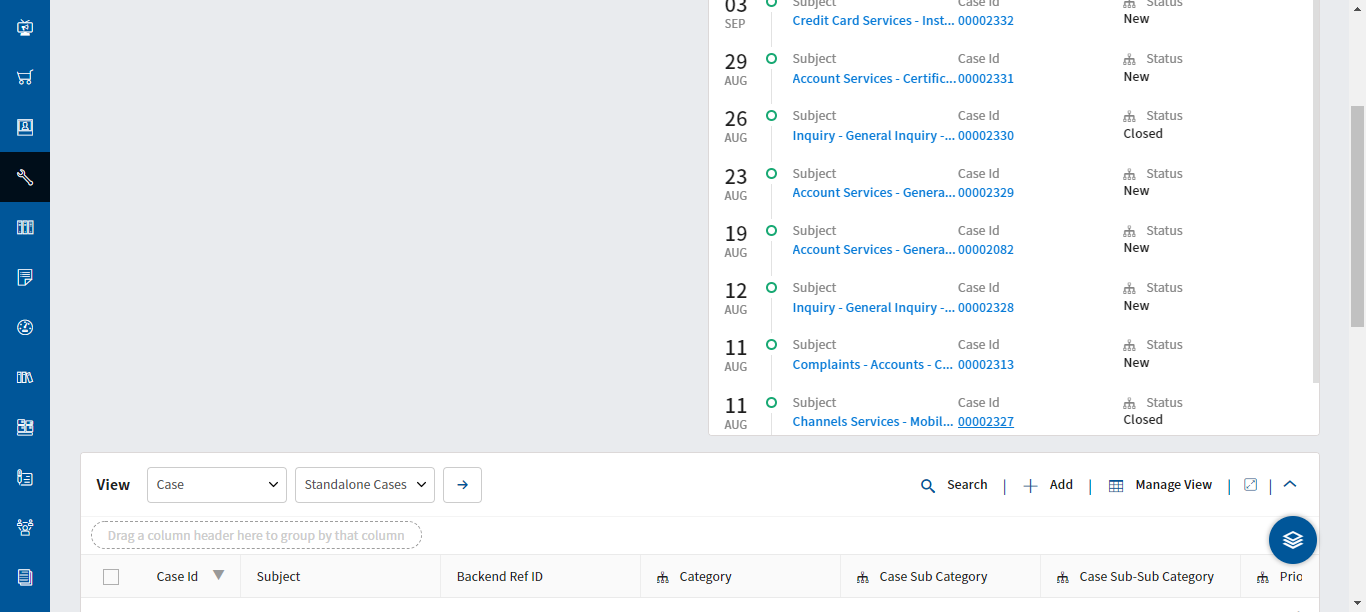 03 Subject Case Id Status
SEP Credit Card Services - Inst... 00002332 New
29 Subject Case Id Status
AUG Account Services - Certific... 00002331 New
26 Subject Case Id Status
AUG Inquiry - General Inquiry -... 00002330 Closed
23 Subject Case Id Status
AUG Account Services - Genera... 00002329 New
19 Subject Case Id Status
AUG Account Services - Genera... 00002082 New
12 Subject Case Id Status
AUG Inquiry - General Inquiry -... 00002328 New
11 Subject Case Id Status
AUG Complaints - Accounts - C... 00002313 New
11 Subject Case Id Status
AUG Channels Services - Mobil... 00002327 Closed
View Case Standalone Cases Search | Add | Manage View | |
Drag a column header here to group by that column
Case Id Subject Backend Ref ID Category Case Sub Category Case Sub-Sub Category Prio